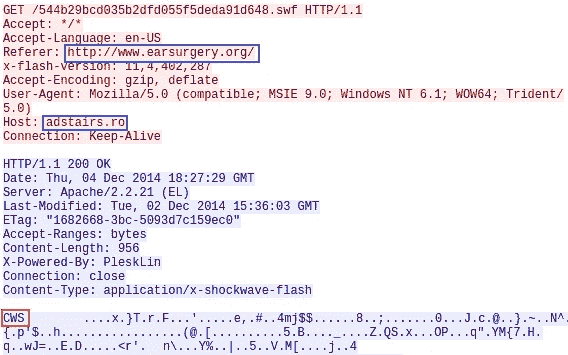 GET /544b29bcd035b2dfd055f5deda91d648.swf HTTP/1.1
Accept: */*
Accept-Language: en-US
Referer: http://www.earsurgery.org/
x-flash-version: 11,4,402,287
Accept-Encoding: gzip, deflate
User-Agent: Mozilla/5.0 (compatible; MSIE 9.0; Windows NT 6.1; WOW64; Trident/
5.0)
Host: adstairs.ro
Connection: Keep-Alive
HTTP/1.1 200 OK
Date: Thu, 04 Dec 2014 18:27:29 GMT
Server: Apache/2.2.21 (EL)
Last-Modified: Tue, 02 Dec 2014 15:36:03 GMT
ETag: "1682668-3bc-5093d7c159ec0"
Accept-Ranges: bytes
Content-Length: 956
X-Powered-By: PleskLin
Connection: close
Content-Type: application/x-shockwave-flash
CWS ....x.}T.r.F...'.....e,.#..4mj$$......8..;.......0...J.c.@..}.~..N^.
{.p'$..h.................(@.[..........5.B...._....Z.QS.x...OP...q".YM{7.H.
q..wJ=..E.D.....<r'. n\...Y%..|..5..V.M[....j..4